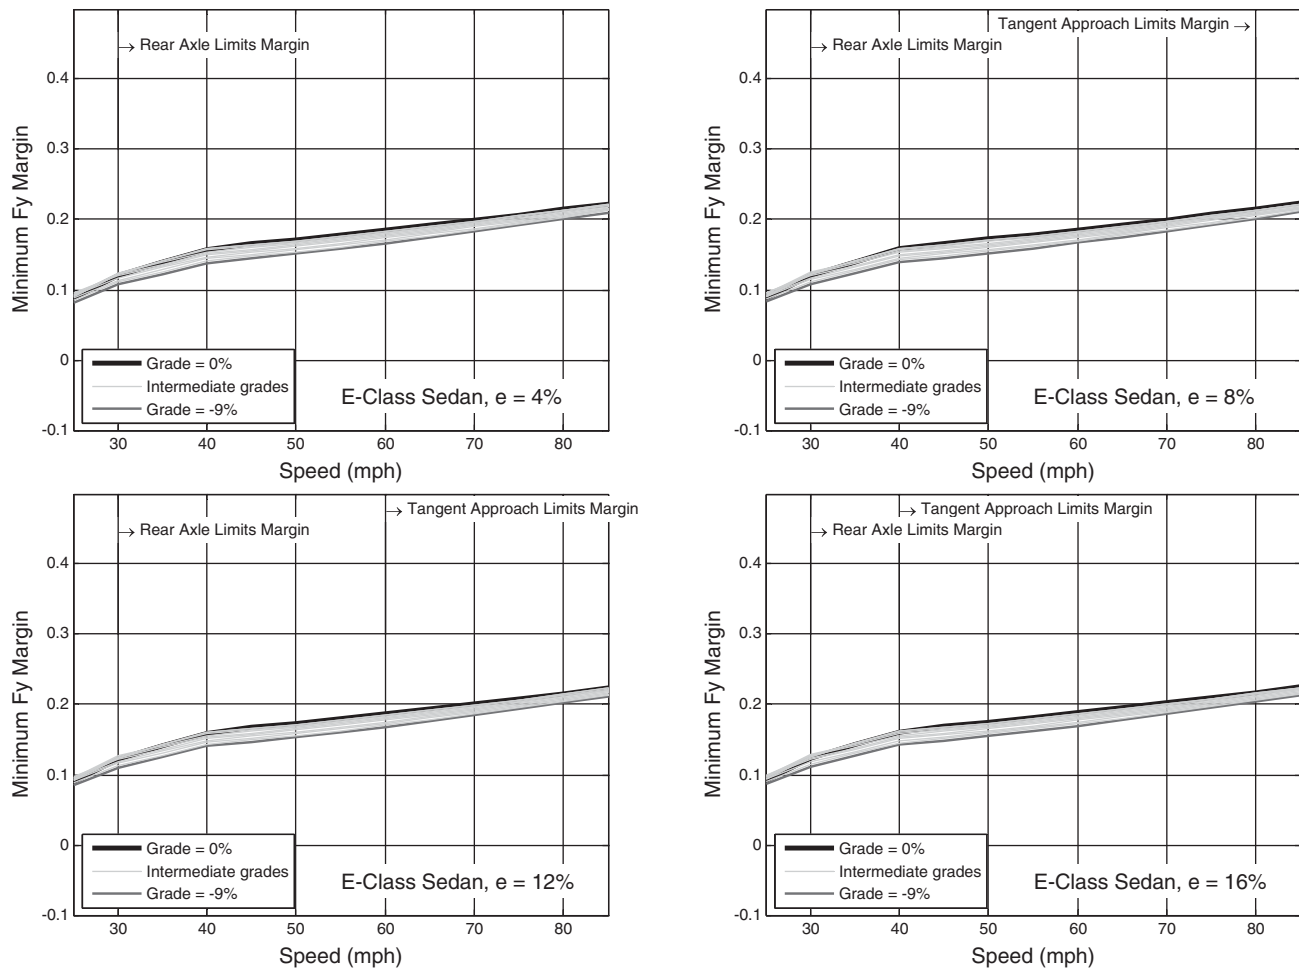 → Rear Axle Limits Margin
0.4
0.3
0.2
0.1
0
-0.1
Minimum Fy Margin
Grade = 0%
Intermediate grades
Grade = -9%
E-Class Sedan, e = 4%
30 40 50 60 70 80
Speed (mph)
Tangent Approach Limits Margin →
→ Rear Axle Limits Margin
0.4
0.3
0.2
0.1
0
-0.1
Minimum Fy Margin
Grade = 0%
Intermediate grades
Grade = -9%
E-Class Sedan, e = 8%
30 40 50 60 70 80
Speed (mph)
→ Tangent Approach Limits Margin
→ Rear Axle Limits Margin
0.4
0.3
0.2
0.1
0
-0.1
Minimum Fy Margin
Grade = 0%
Intermediate grades
Grade = -9%
E-Class Sedan, e = 12%
30 40 50 60 70 80
Speed (mph)
→ Tangent Approach Limits Margin
→ Rear Axle Limits Margin
0.4
0.3
0.2
0.1
0
-0.1
Minimum Fy Margin
Grade = 0%
Intermediate grades
Grade = -9%
E-Class Sedan, e = 16%
30 40 50 60 70 80
Speed (mph)